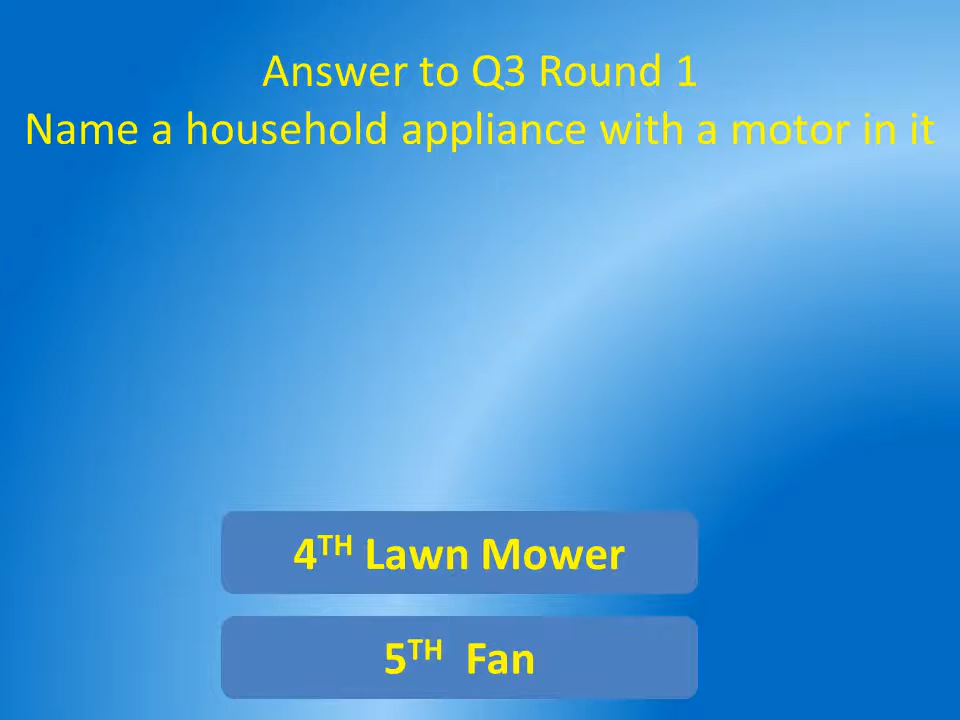 Answer to Q3 Round 1
Name a household appliance with a motor in it
4TH Lawn Mower
5TH Fan